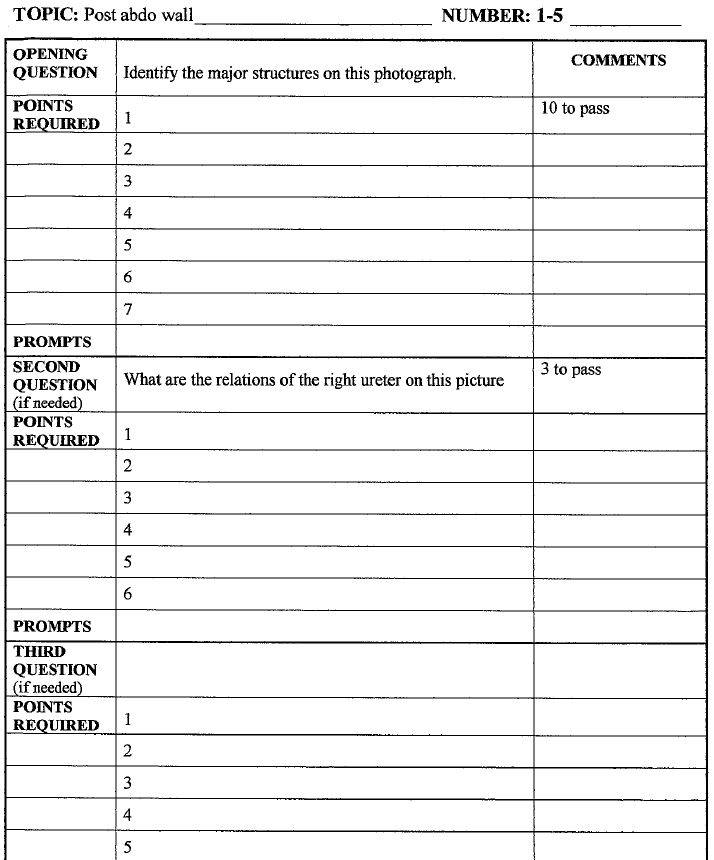 TOPIC: Post abdo wall NUMBER: 1-5
OPENING QUESTION Identify the major structures on this photograph. COMMENTS
POINTS REQUIRED 1 10 to pass
2
3
4
5
6
7
PROMPTS
SECOND QUESTION (if needed) What are the relations of the right ureter on this picture 3 to pass
POINTS REQUIRED 1
2
3
4
5
6
PROMPTS
THIRD QUESTION (if needed)
POINTS REQUIRED 1
2
3
4
5